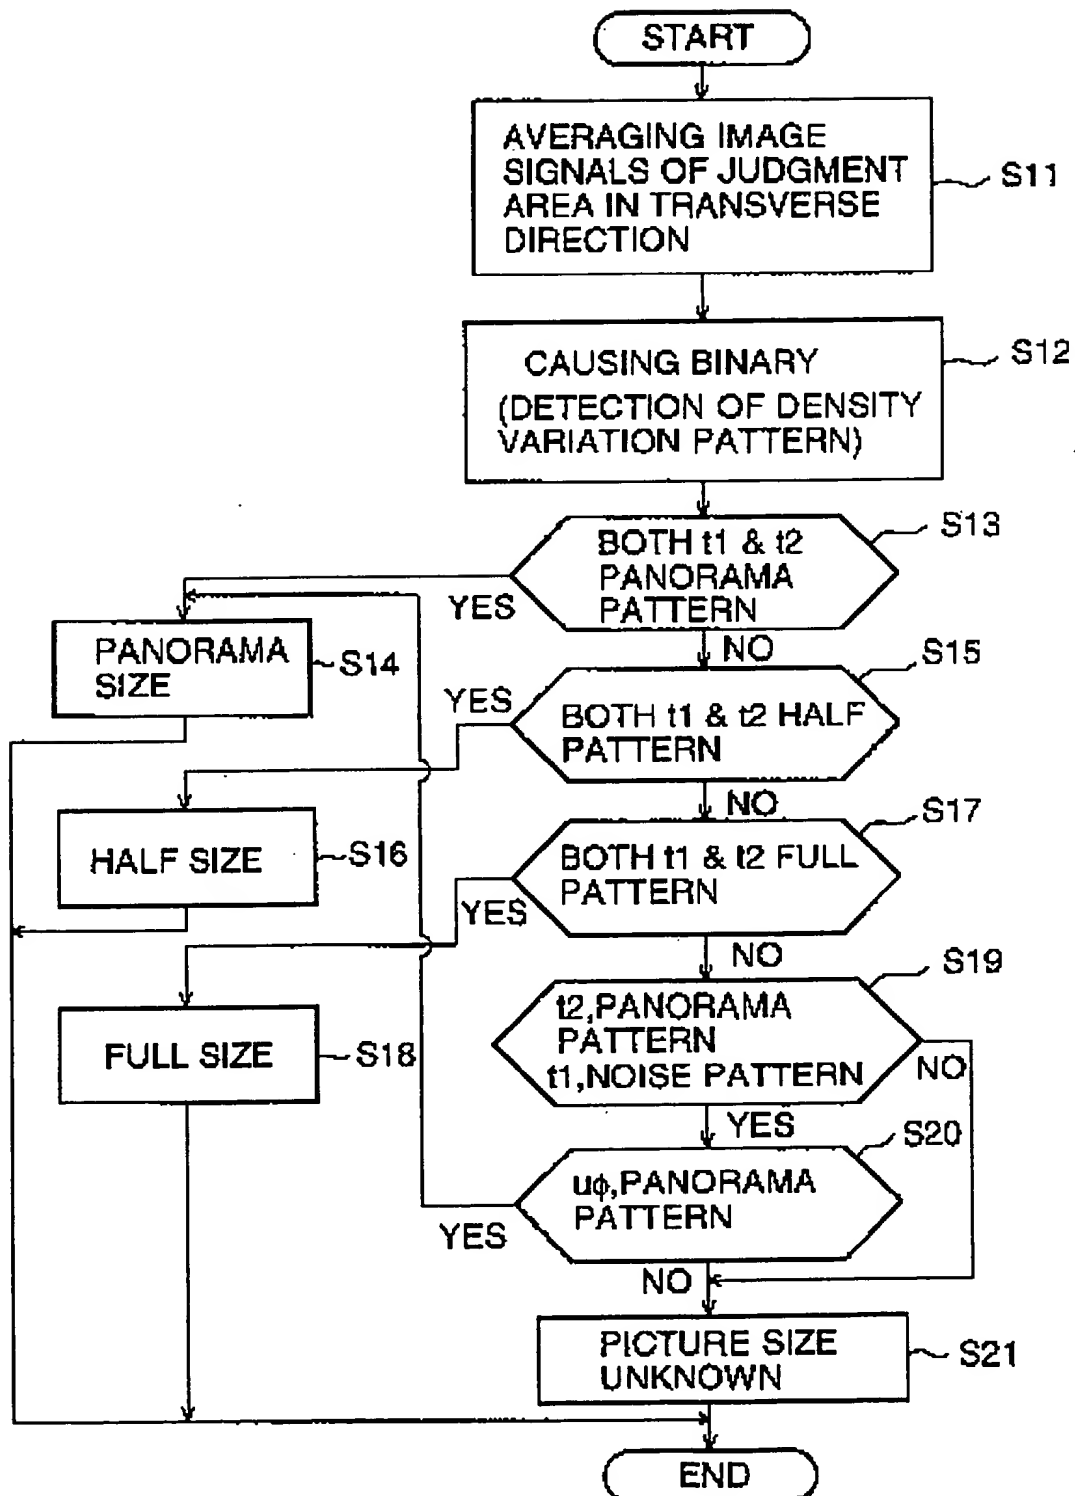 START
AVERAGING IMAGE
SIGNALS OF JUDGMENT
AREA IN TRANSVERSE
DIRECTION
S11
CAUSING BINARY
(DETECTION OF DENSITY
VARIATION PATTERN)
S12
BOTH t1 & t2
PANORAMA
PATTERN
S13
YES
NO
PANORAMA
SIZE
S14
BOTH t1 & t2 HALF
PATTERN
S15
YES
NO
HALF SIZE
S16
BOTH t1 & t2 FULL
PATTERN
S17
YES
NO
FULL SIZE
S18
t2,PANORAMA
PATTERN
t1,NOISE PATTERN
S19
NO
YES
uφ,PANORAMA
PATTERN
S20
YES
NO
PICTURE SIZE
UNKNOWN
S21
END